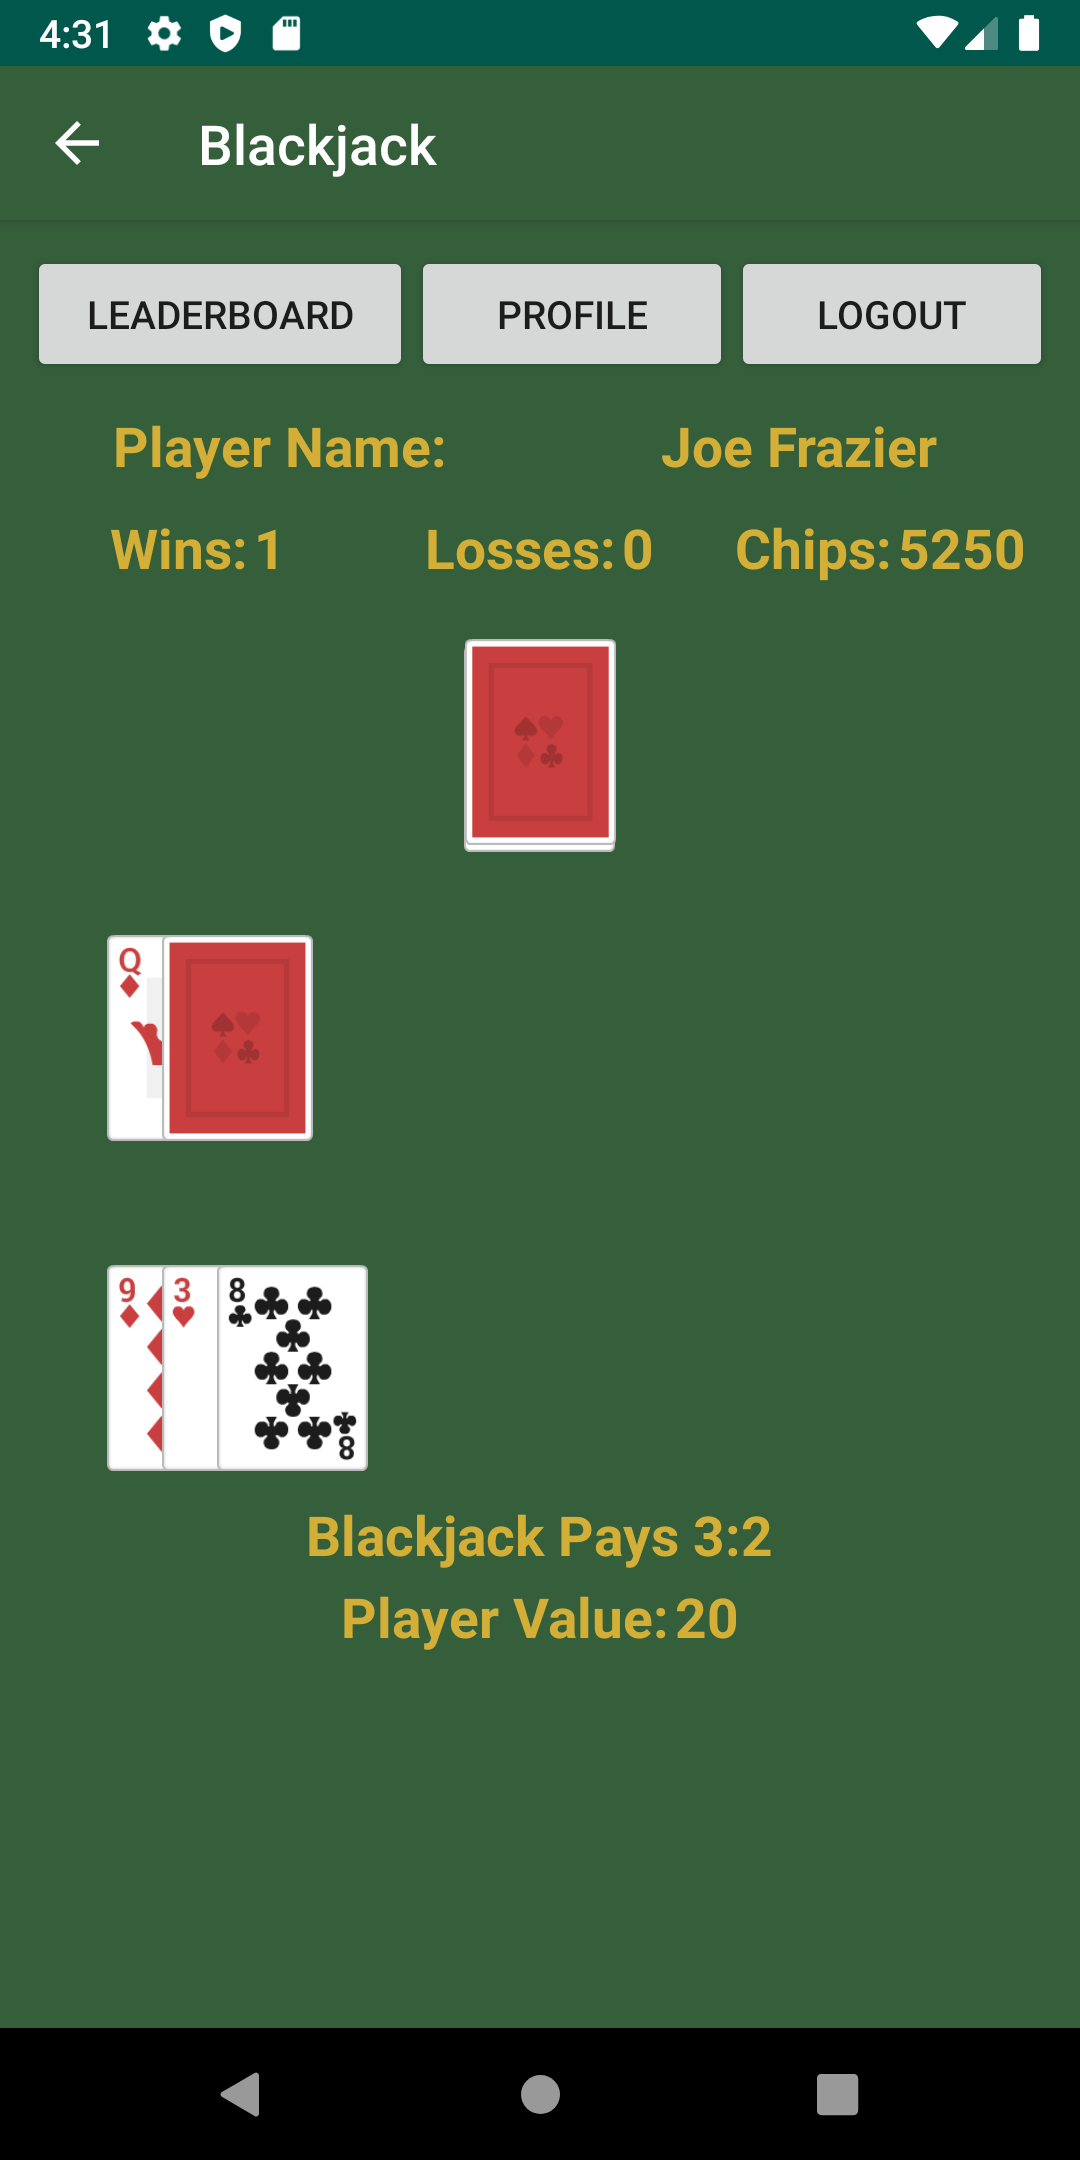 4:31
Blackjack
LEADERBOARD PROFILE LOGOUT
Player Name: Joe Frazier
Wins: 1 Losses: 0 Chips: 5250
Q
9 3 8
8
Blackjack Pays 3:2
Player Value: 20